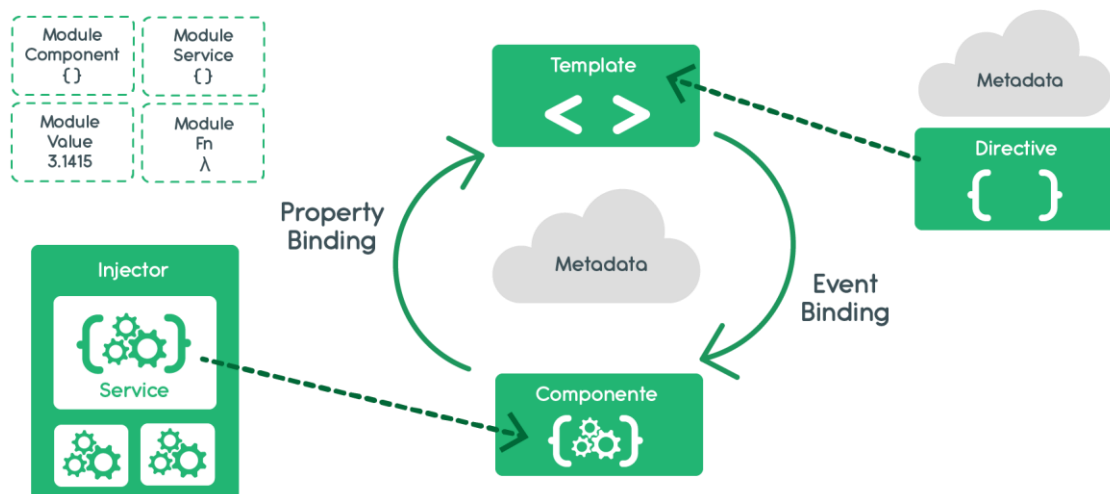 Module
Component
{}
Module
Service
{}
Module
Value
3.1415
Module
Fn
λ
Template
< >
Metadata
Directive
{ }
Property
Binding
Metadata
Event
Binding
Injector
{ }
Service
Componente
{ }